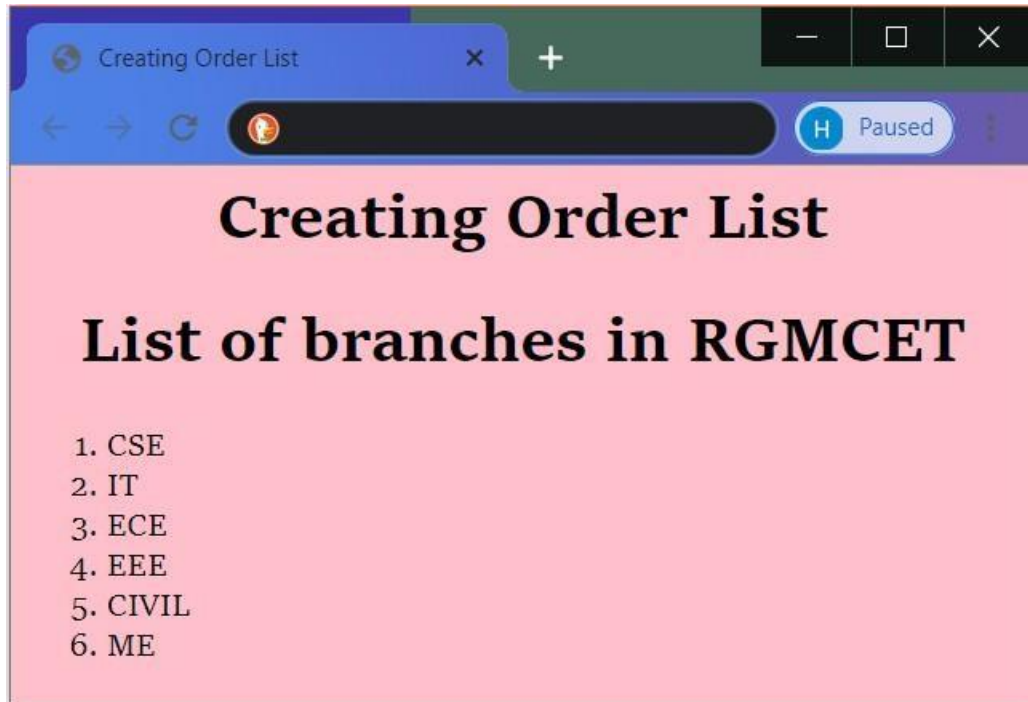 Creating Order List
H Paused
Creating Order List
List of branches in RGMCET
1. CSE
2. IT
3. ECE
4. EEE
5. CIVIL
6. ME